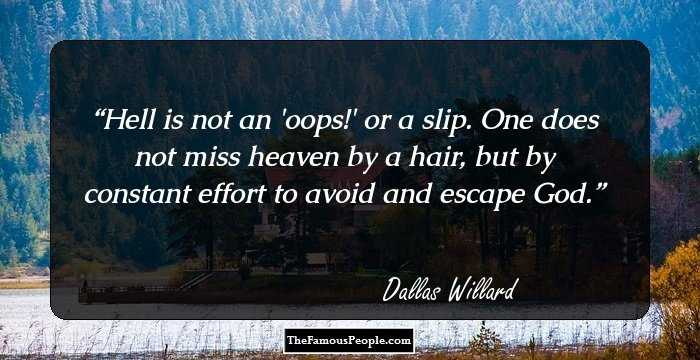 “Hell is not an 'oops!' or a slip. One does
not miss heaven by a hair, but by
constant effort to avoid and escape God.”
Dallas Willard
TheFamousPeople.com